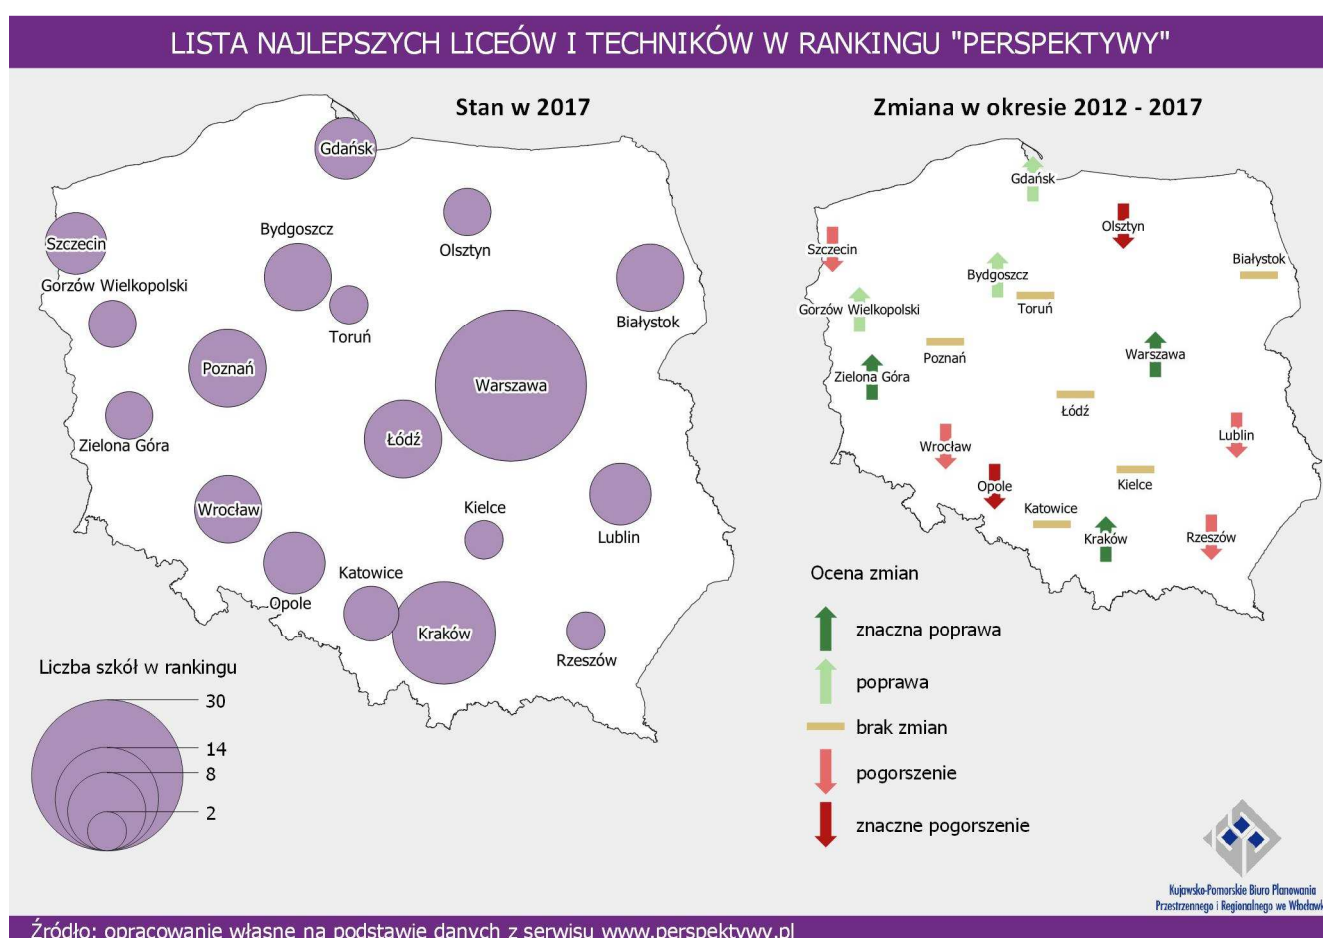 LISTA NAJLEPSZYCH LICEÓW I TECHNIKÓW W RANKINGU "PERSPEKTYWY"
Stan w 2017
Gdańsk
Szczecin
Olsztyn
Bydgoszcz
Gorzów Wielkopolski
Białystok
Toruń
Poznań
Warszawa
Zielona Góra
Łódź
Wrocław
Kielce
Lublin
Opole
Katowice
Kraków
Rzeszów
Liczba szkół w rankingu
30
14
8
2
Zmiana w okresie 2012 - 2017
Gdańsk
Olsztyn
Szczecin
Białystok
Bydgoszcz
Gorzów Wielkopolski
Toruń
Poznań
Warszawa
Zielona Góra
Łódź
Lublin
Wrocław
Opole
Kielce
Katowice
Kraków
Rzeszów
Ocena zmian
znaczna poprawa
poprawa
brak zmian
pogorszenie
znaczne pogorszenie
Kujawsko-Pomorskie Biuro Planowania
Przestrzennego i Regionalnego we Włocławk
Źródło: opracowanie własne na podstawie danych z serwisu www.perspektywy.pl